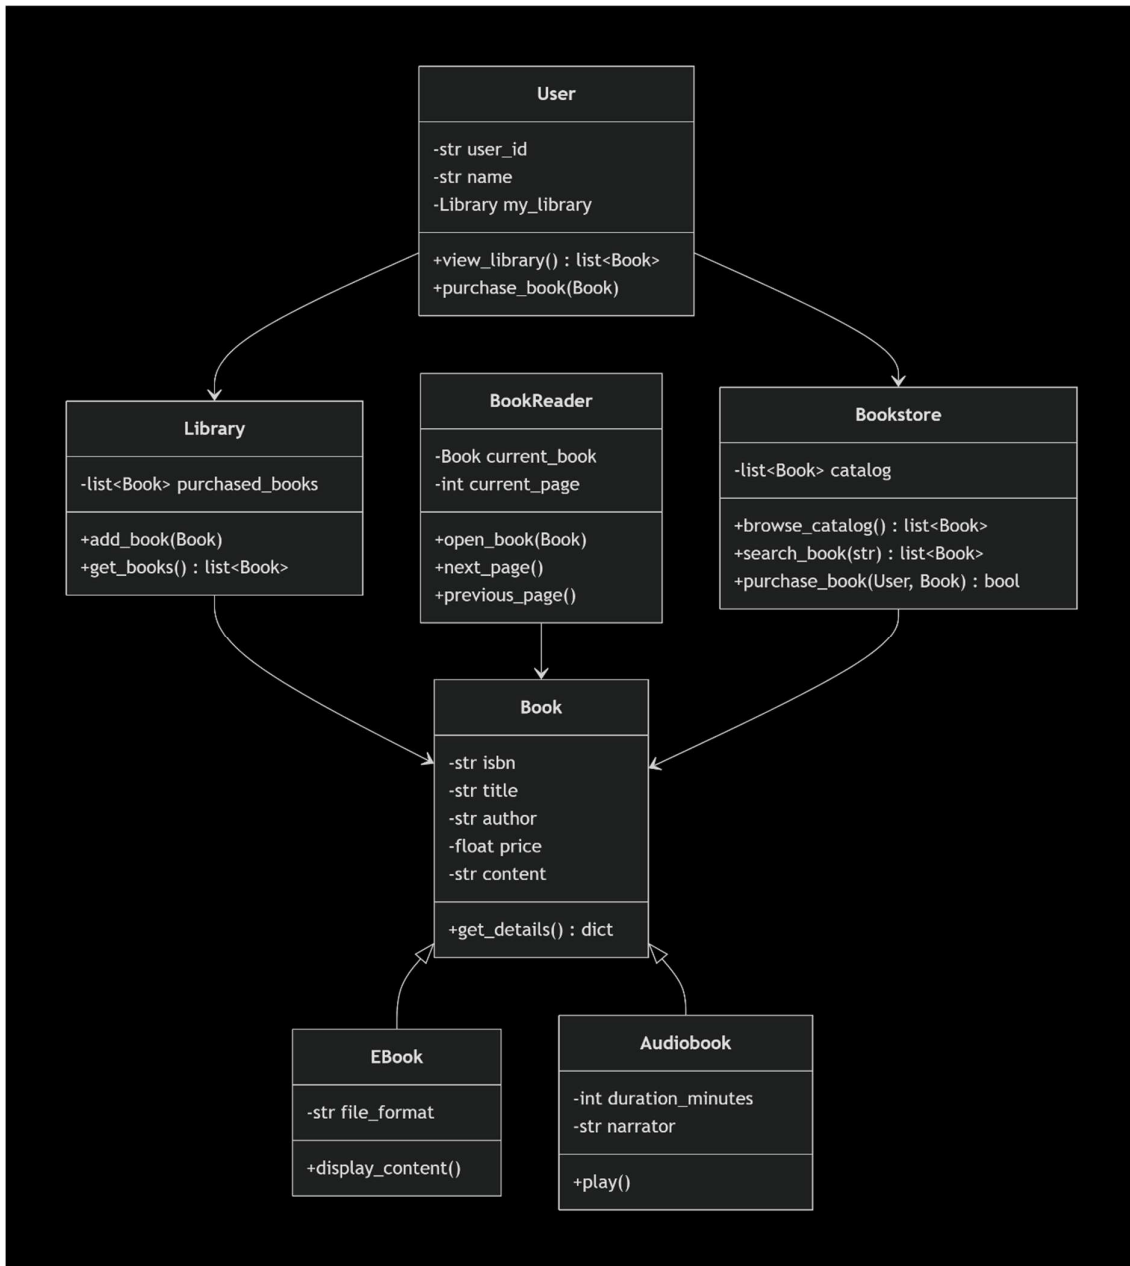 User
-str user_id
-str name
-Library my_library
+view_library() : list<Book>
+purchase_book(Book)
Library
-list<Book> purchased_books
+add_book(Book)
+get_books() : list<Book>
BookReader
-Book current_book
-int current_page
+open_book(Book)
+next_page()
+previous_page()
Bookstore
-list<Book> catalog
+browse_catalog() : list<Book>
+search_book(str) : list<Book>
+purchase_book(User, Book) : bool
Book
-str isbn
-str title
-str author
-float price
-str content
+get_details() : dict
EBook
-str file_format
+display_content()
Audiobook
-int duration_minutes
-str narrator
+play()